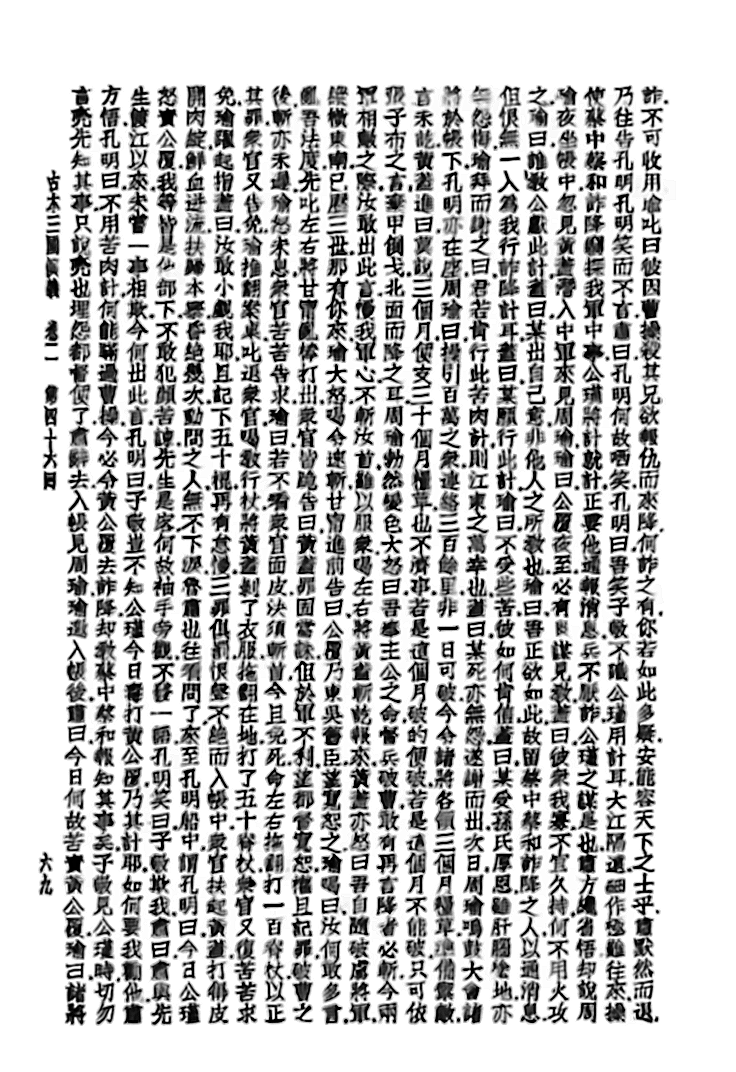 詐不可收用瑜叱曰彼因曹操殺其兄欲報仇而來降何詐之有你若如此多疑安能容天下之士乎肅默然而退
乃往告孔明孔明笑而不言肅曰孔明何故哂笑孔明曰吾笑子敬不識公瑾用計耳大江隔遠細作極難往來操
使蔡中蔡和詐降竊探我軍中事公瑾將計就計正要他通報消息兵不厭詐公瑾之謀是也肅方纔省悟却說周
瑜夜坐帳中忽見黃蓋潛入中軍來見周瑜瑜曰公覆夜至必有良謀見教蓋曰彼衆我寡不宜久持何不用火攻
之瑜曰誰教公獻此計蓋曰某出自己意非他人之所教也瑜曰吾正欲如此故留蔡中蔡和詐降之人以通消息
但恨無一人為我行詐降計耳蓋曰某願行此計瑜曰不受些苦彼如何肯信蓋曰某受孫氏厚恩雖肝腦塗地亦
無怨悔瑜拜而謝之曰君若肯行此苦肉計則江東之萬幸也蓋曰某死亦無怨遂謝而出次日周瑜鳴鼓大會諸
將於帳下孔明亦在座周瑜曰操引百萬之衆連絡三百餘里非一日可破今令諸將各領三個月糧草準備禦敵
言未訖黃蓋進曰莫說三個月便支三十個月糧草也不濟事若是這個月破的便破若是這個月不能破只可依
張子布之言棄甲倒戈北面而降之耳周瑜勃然變色大怒曰吾奉主公之命督兵破曹敢有再言降者必斬今兩
軍相敵之際汝敢出此言慢我軍心不斬汝首難以服衆喝左右將黃蓋斬訖報來黃蓋亦怒曰吾自隨破虜將軍
縱橫東南已歷三世那有你來瑜大怒喝令速斬甘甯進前告曰公覆乃東吳舊臣望寬恕之瑜喝曰汝何敢多言
亂吾法度先叱左右將甘甯亂棒打出衆官皆跪告曰黃蓋罪固當誅但於軍不利望都督寬恕權且記罪破曹之
後斬亦未遲瑜怒未息衆官苦苦告求瑜曰若不看衆官面皮決須斬首今且免死命左右拖翻打一百脊杖以正
其罪衆官又告免瑜推翻案桌叱退衆官喝教行杖將黃蓋剝了衣服拖翻在地打了五十脊杖衆官又復苦苦求
免瑜躍起指蓋曰汝敢小覷我耶且記下五十棍再有怠慢二罪俱罰恨聲不絕而入帳中衆官扶起黃蓋打得皮
開肉綻鮮血迸流扶歸本寨昏絕幾次動問之人無不下淚魯肅也往看問了來至孔明船中謂孔明曰今日公瑾
怒責公覆我等皆是他部下不敢犯顏苦諫先生是客何故袖手旁觀不發一語孔明笑曰子敬欺我肅曰肅與先
生渡江以來未嘗一事相欺今何出此言孔明曰子敬豈不知公瑾今日毒打黃公覆乃其計耶如何要我勸他肅
方悟孔明曰不用苦肉計何能瞞過曹操今必令黃公覆去詐降却教蔡中蔡和報知其事矣子敬見公瑾時切勿
言亮先知其事只說亮也埋怨都督便了肅辭去入帳見周瑜瑜邀入帳後肅曰今日何故苦責黃公覆瑜曰諸將
古本三國演義 卷二 第四十六回
六九